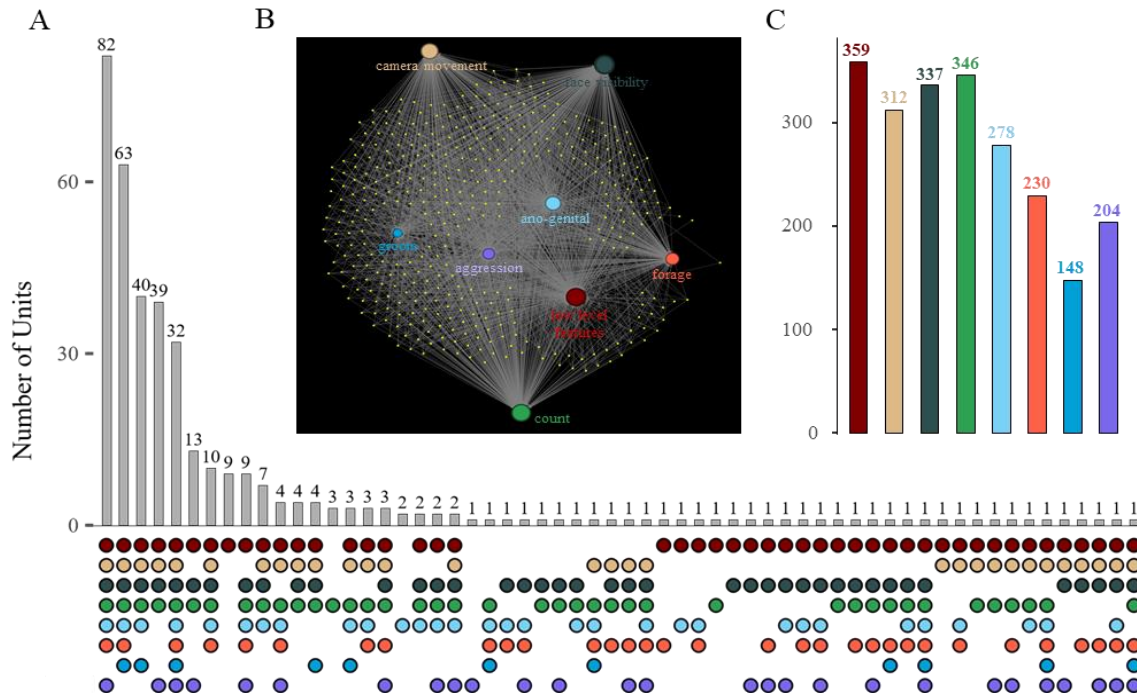 A
B
C
82
63
40 39
32
13
10
9 9
7
4 4 4
3 3 3 3
2 2 2 2
1 1 1 1 1 1 1 1 1 1 1 1 1 1 1 1 1 1 1 1 1 1 1 1 1 1 1 1 1 1 1 1 1 1 1 1 1 1 1
Number of Units
60
30
0
camera movement
face visibility
ano-genital
groom
aggression
forage
low level
features
count
359
312
337
346
278
230
148
204
300
200
100
0